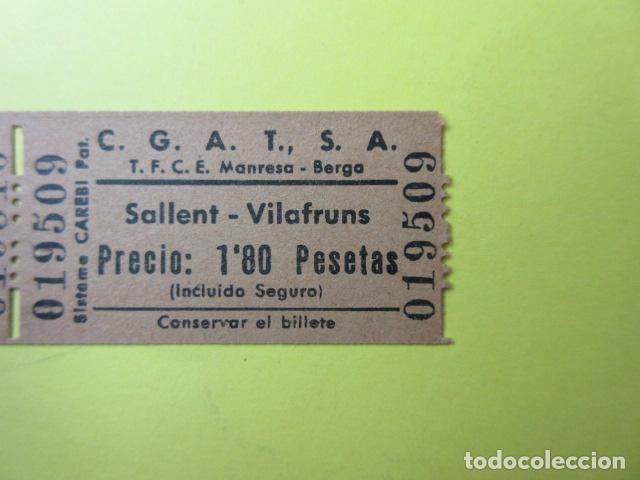 C. G. A. T., S. A.
T. F. C. E. Manresa - Berga
Sallent - Vilafruns
Precio: 1'80 Pesetas
(Incluido Seguro)
Conservar el billete
019509
Sistema CAREBI Pat.
019509
todocoleccion.net